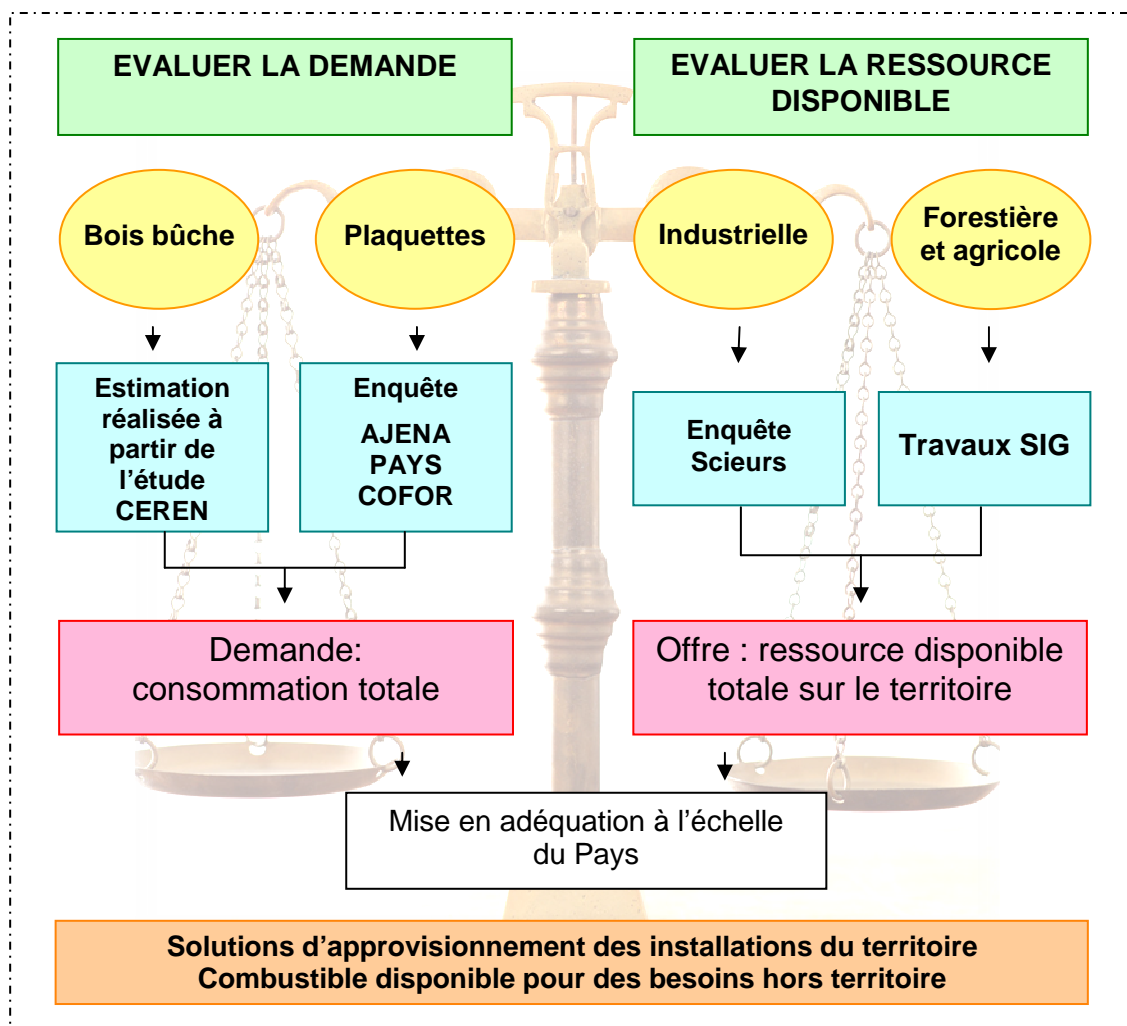 EVALUER LA DEMANDE
EVALUER LA RESSOURCE
DISPONIBLE
Bois bûche
Plaquettes
Industrielle
Forestière
et agricole
Estimation
réalisée à
partir de
l’étude
CEREN
Enquête
AJENA
PAYS
COFOR
Enquête
Scieurs
Travaux SIG
Demande:
consommation totale
Offre : ressource disponible
totale sur le territoire
Mise en adéquation à l’échelle
du Pays
Solutions d’approvisionnement des installations du territoire
Combustible disponible pour des besoins hors territoire